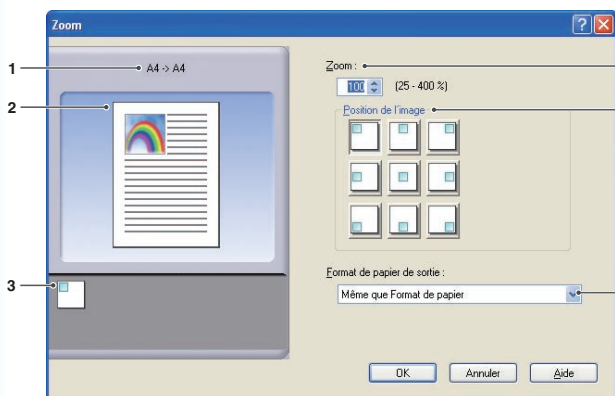 Zoom
1
A4 -> A4
2
3
Zoom :
100
(25 - 400 %)
Position de l'image
Format de papier de sortie :
Même que Format de papier
OK
Annuler
Aide